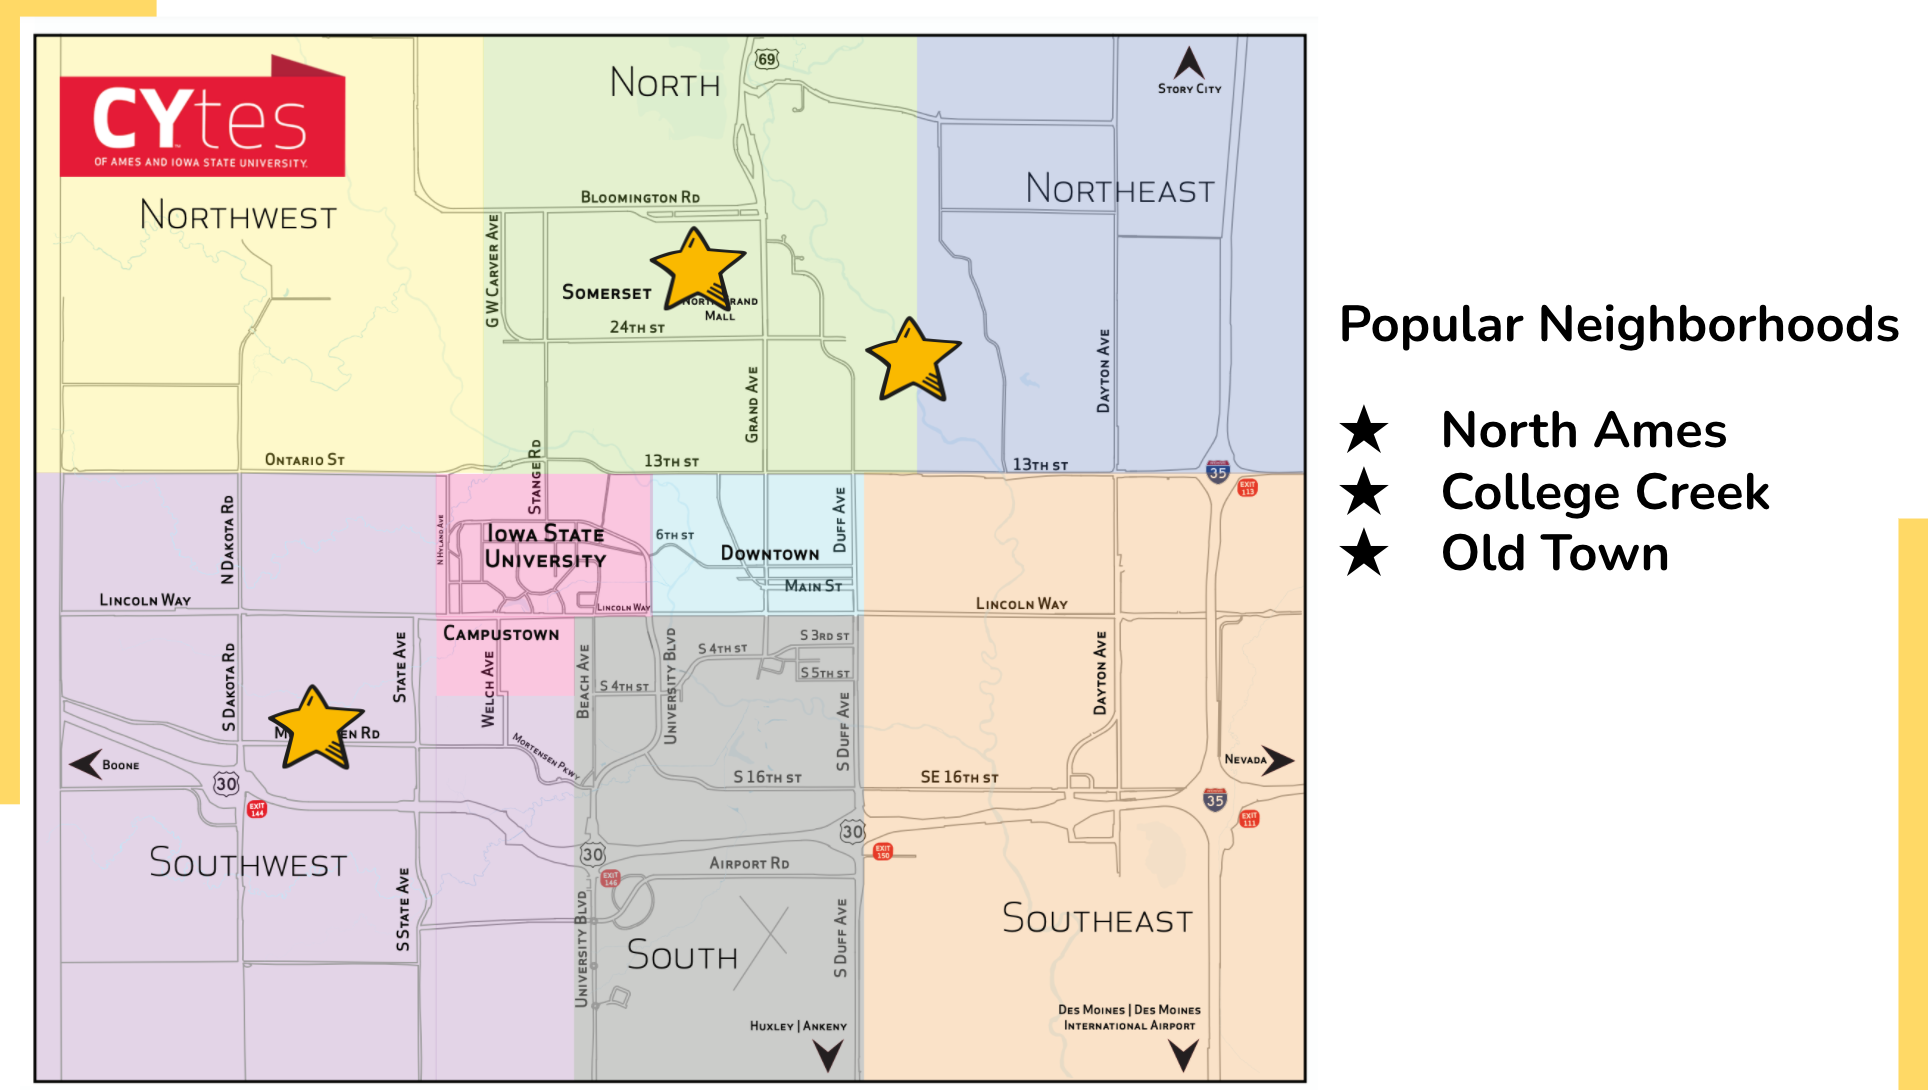 69
STORY CITY
NORTH
CYtes
OF AMES AND IOWA STATE UNIVERSITY.
NORTHWEST
BLOOMINGTON RD
NORTHEAST
G W CARVER AVE
SOMERSET
MALL
24TH ST
GRAND AVE
DAYTON AVE
ONTARIO ST
STANGE RD
13TH ST
13TH ST
35
EXIT 113
N DAKOTA RD
N HYLAND AVE
IOWA STATE
UNIVERSITY
6TH ST
DOWNTOWN
DUFF AVE
MAIN ST
LINCOLN WAY
LINCOLN WAY
LINCOLN WAY
CAMPUSTOWN
S DAKOTA RD
STATE AVE
WELCH AVE
BEACH AVE
UNIVERSITY BLVD
S 4TH ST
S 4TH ST
S 3RD ST
S 5TH ST
S DUFF AVE
DAYTON AVE
RD
MORTENSEN PKWY
BOONE
30
EXIT 144
S 16TH ST
SE 16TH ST
NEVADA
35
EXIT 111
30
30
EXIT 150
EXIT 146
AIRPORT RD
SOUTHWEST
S STATE AVE
UNIVERSITY BLVD
SOUTH
S DUFF AVE
SOUTHEAST
HUXLEY | ANKENY
DES MOINES | DES MOINES
INTERNATIONAL AIRPORT
Popular Neighborhoods
★ North Ames
★ College Creek
★ Old Town